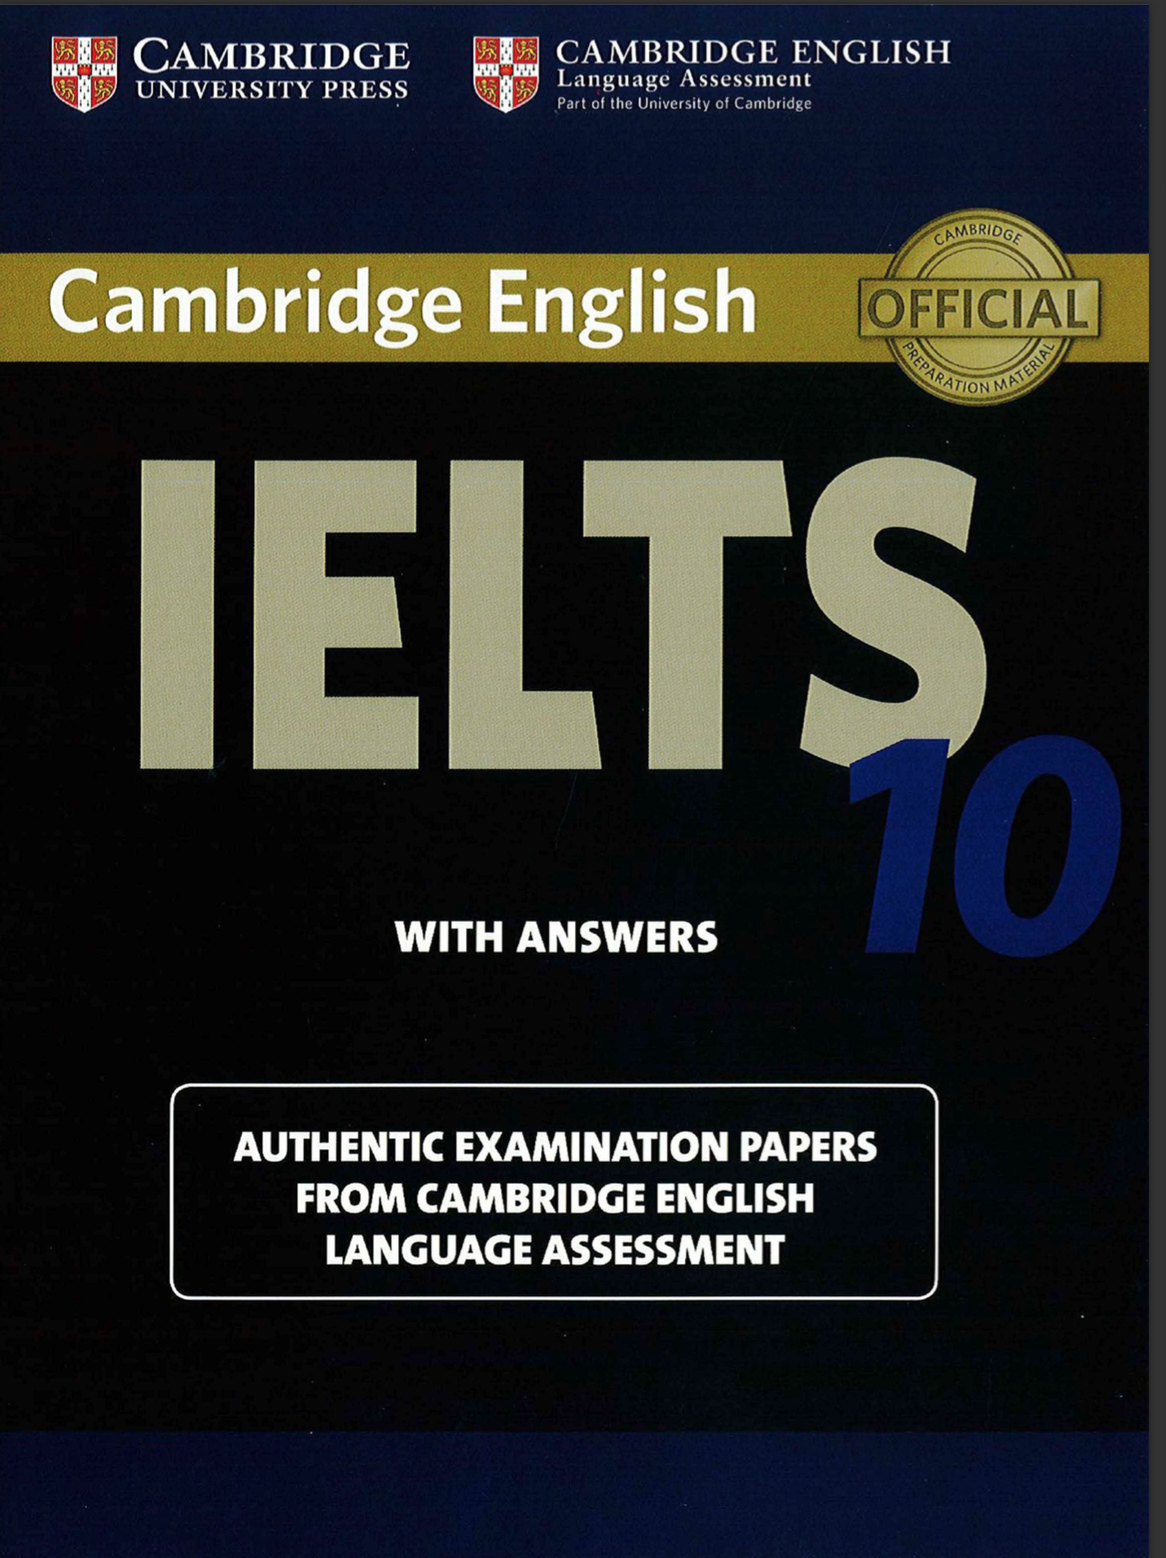 CAMBRIDGE
UNIVERSITY PRESS
CAMBRIDGE ENGLISH
Language Assessment
Part of the University of Cambridge
Cambridge English
CAMBRIDGE
OFFICIAL
PREPARATION MATERIAL
IELTS
10
WITH ANSWERS
AUTHENTIC EXAMINATION PAPERS
FROM CAMBRIDGE ENGLISH
LANGUAGE ASSESSMENT